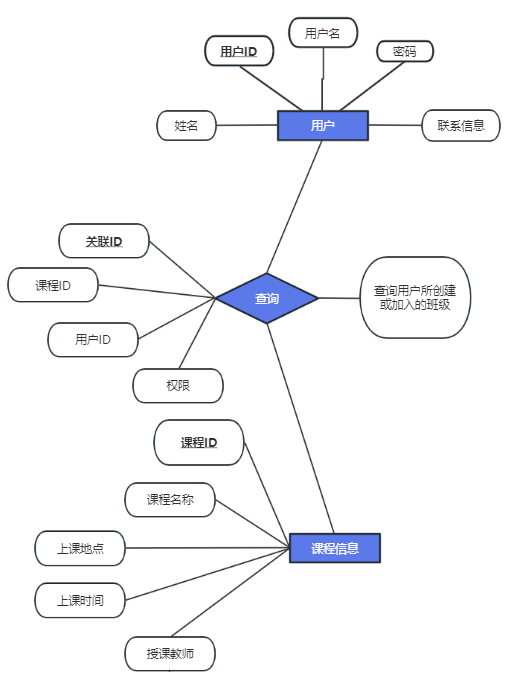 用户名
用户ID
密码
姓名
用户
联系信息
关联ID
课程ID
查询
查询用户所创建
或加入的班级
用户ID
权限
课程ID
课程名称
上课地点
课程信息
上课时间
授课教师